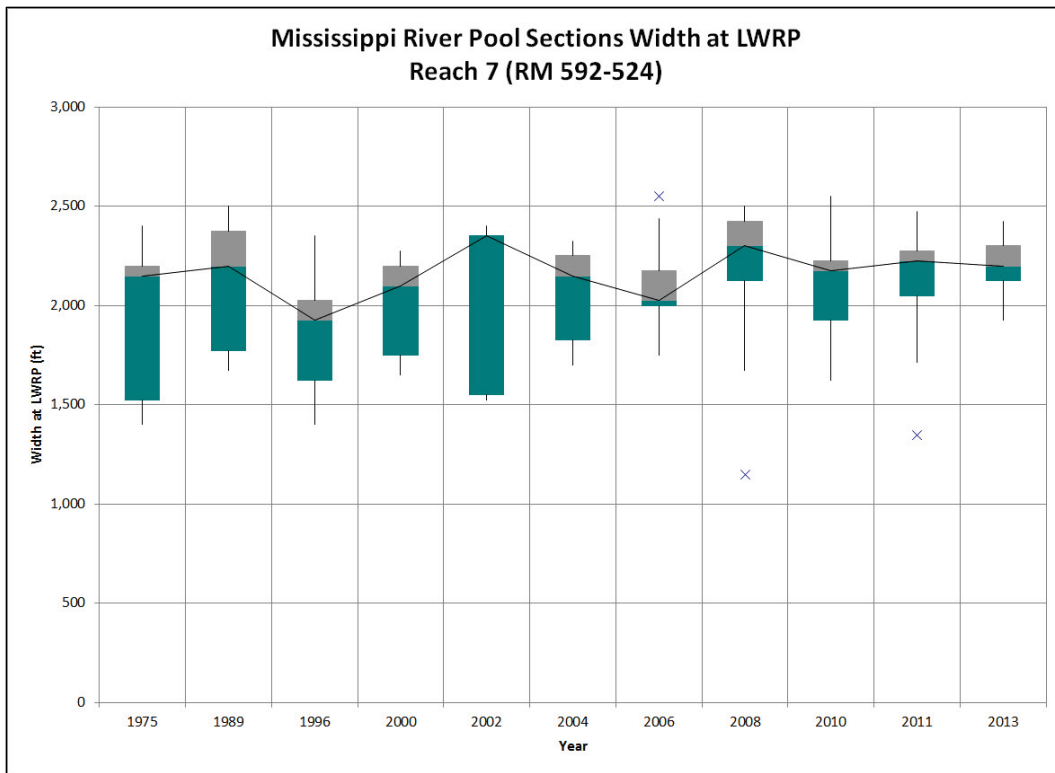 Mississippi River Pool Sections Width at LWRP
Reach 7 (RM 592-524)
3,000
2,500
2,000
1,500
1,000
500
0
Width at LWRP (ft)
1975 1989 1996 2000 2002 2004 2006 2008 2010 2011 2013
Year